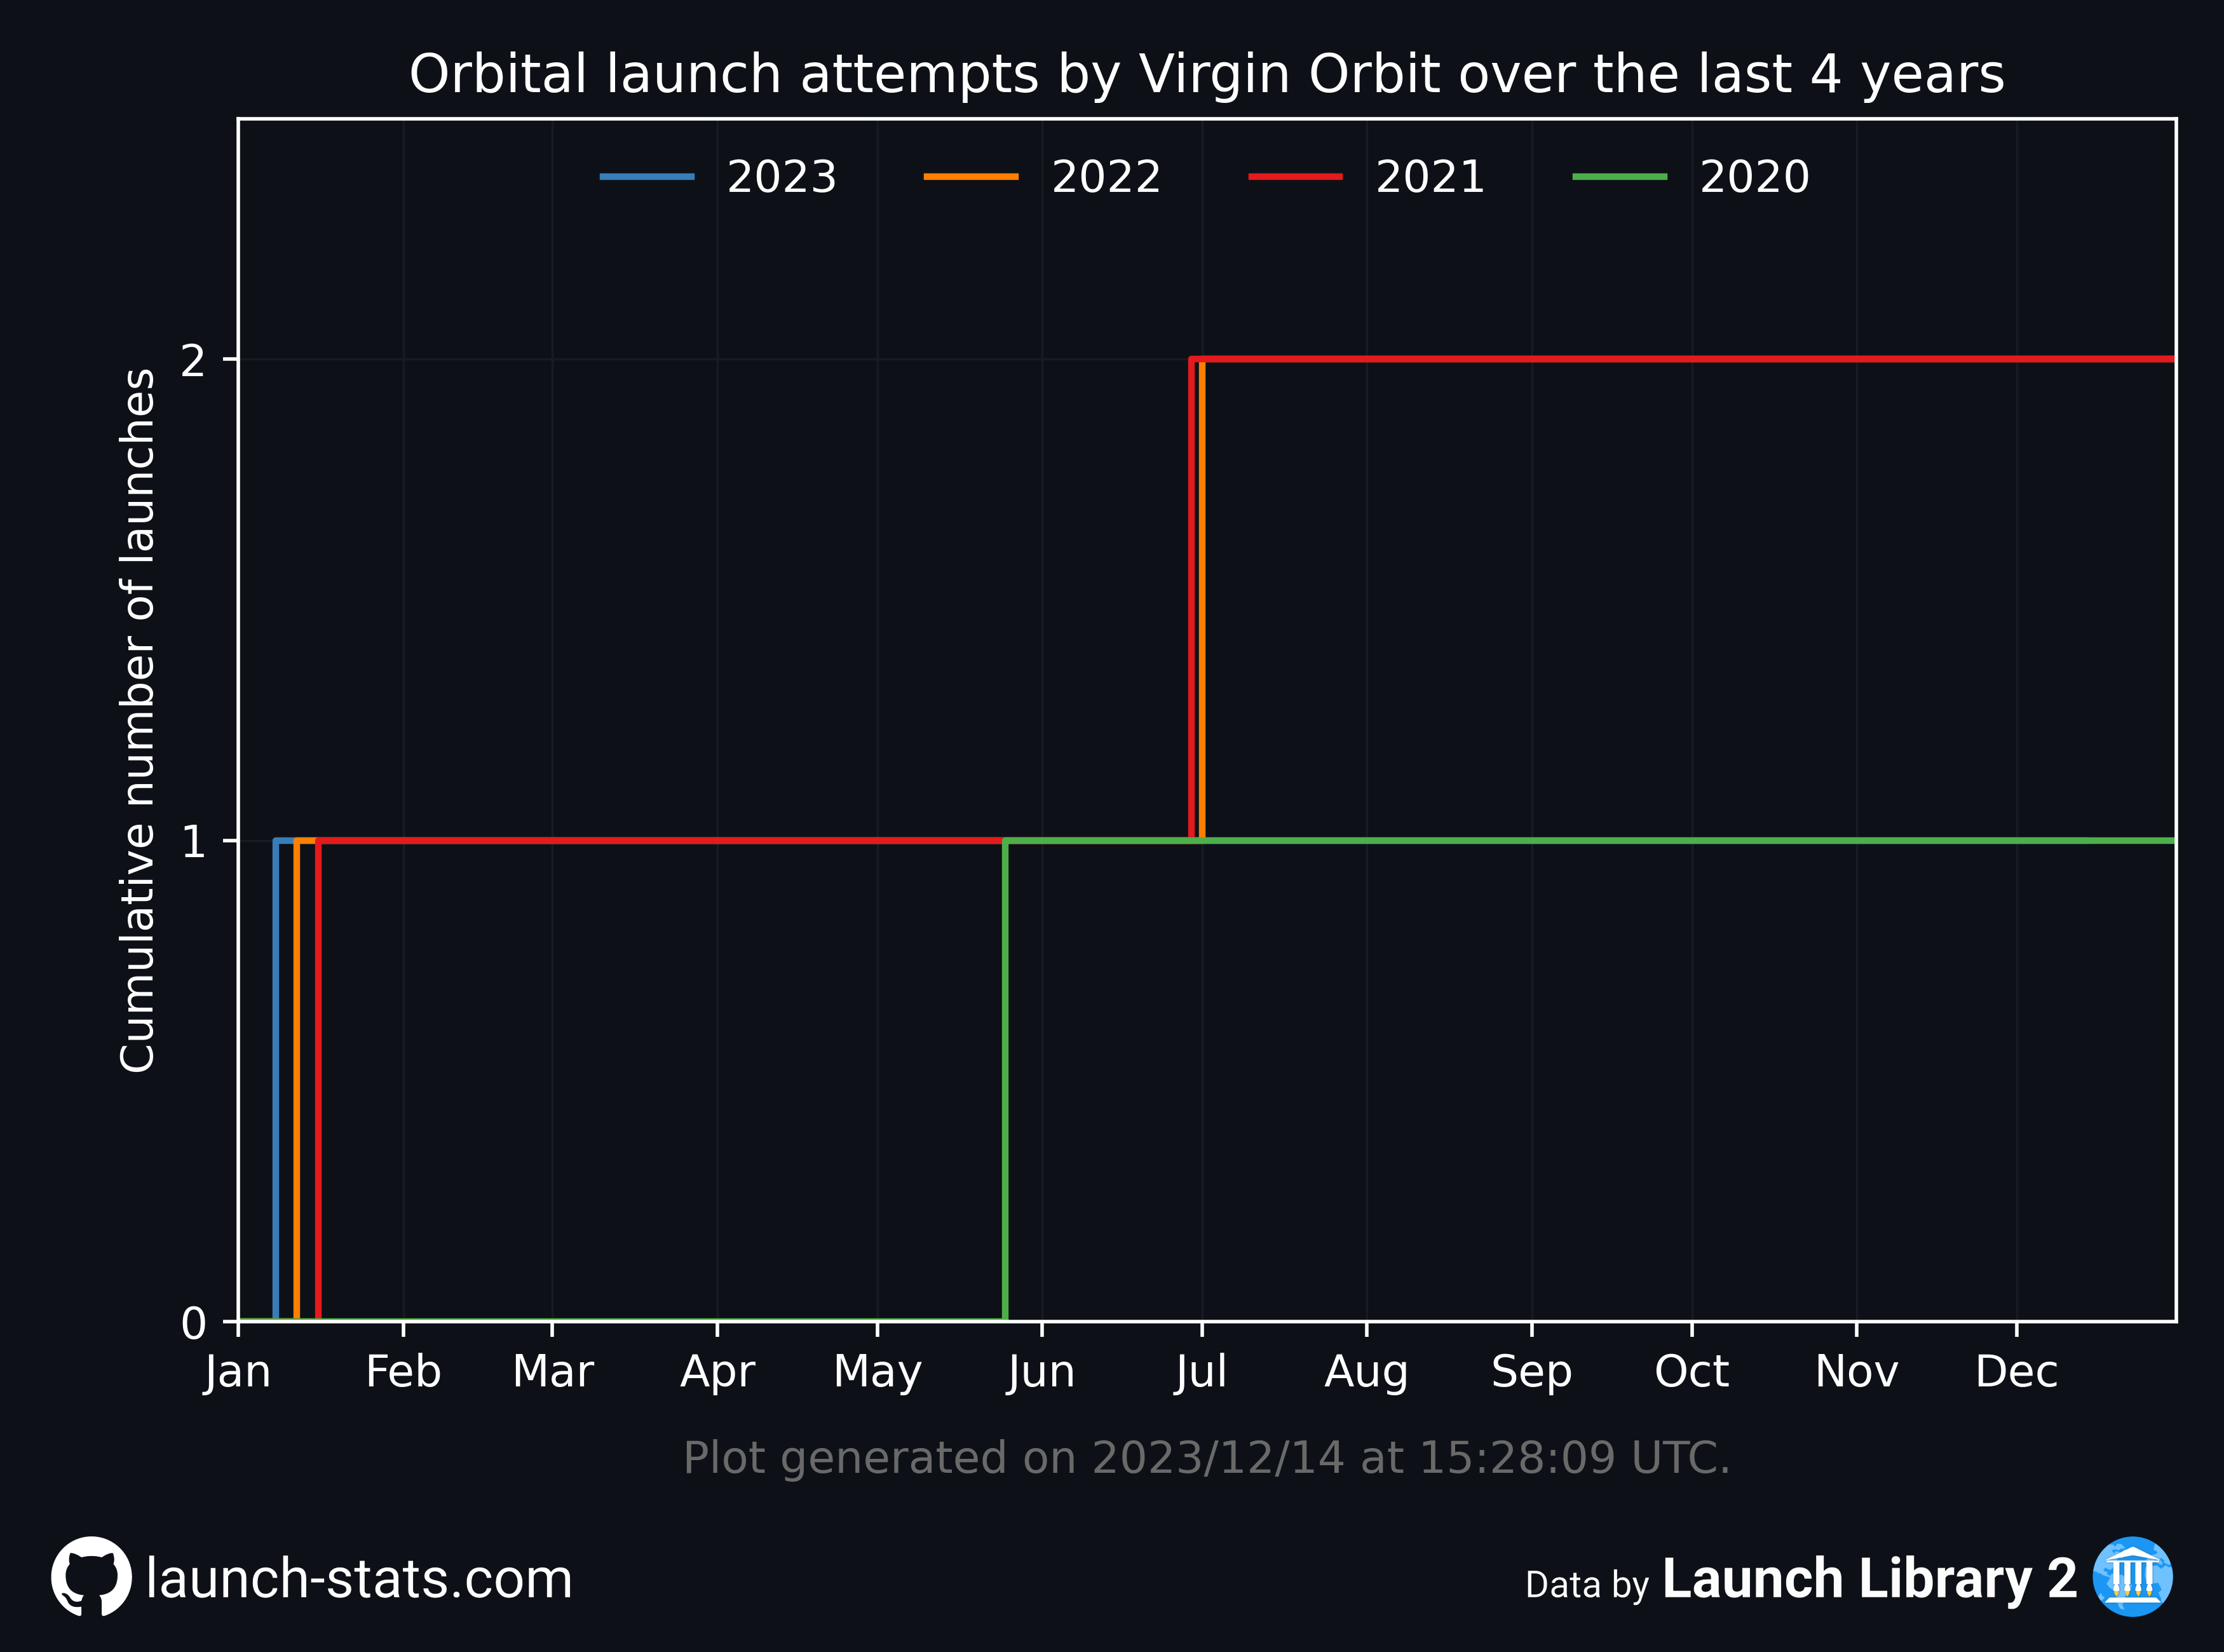 Orbital launch attempts by Virgin Orbit over the last 4 years
2023 2022 2021 2020
Cumulative number of launches
2
1
0
Jan Feb Mar Apr May Jun Jul Aug Sep Oct Nov Dec
Plot generated on 2023/12/14 at 15:28:09 UTC.
launch-stats.com
Data by Launch Library 2